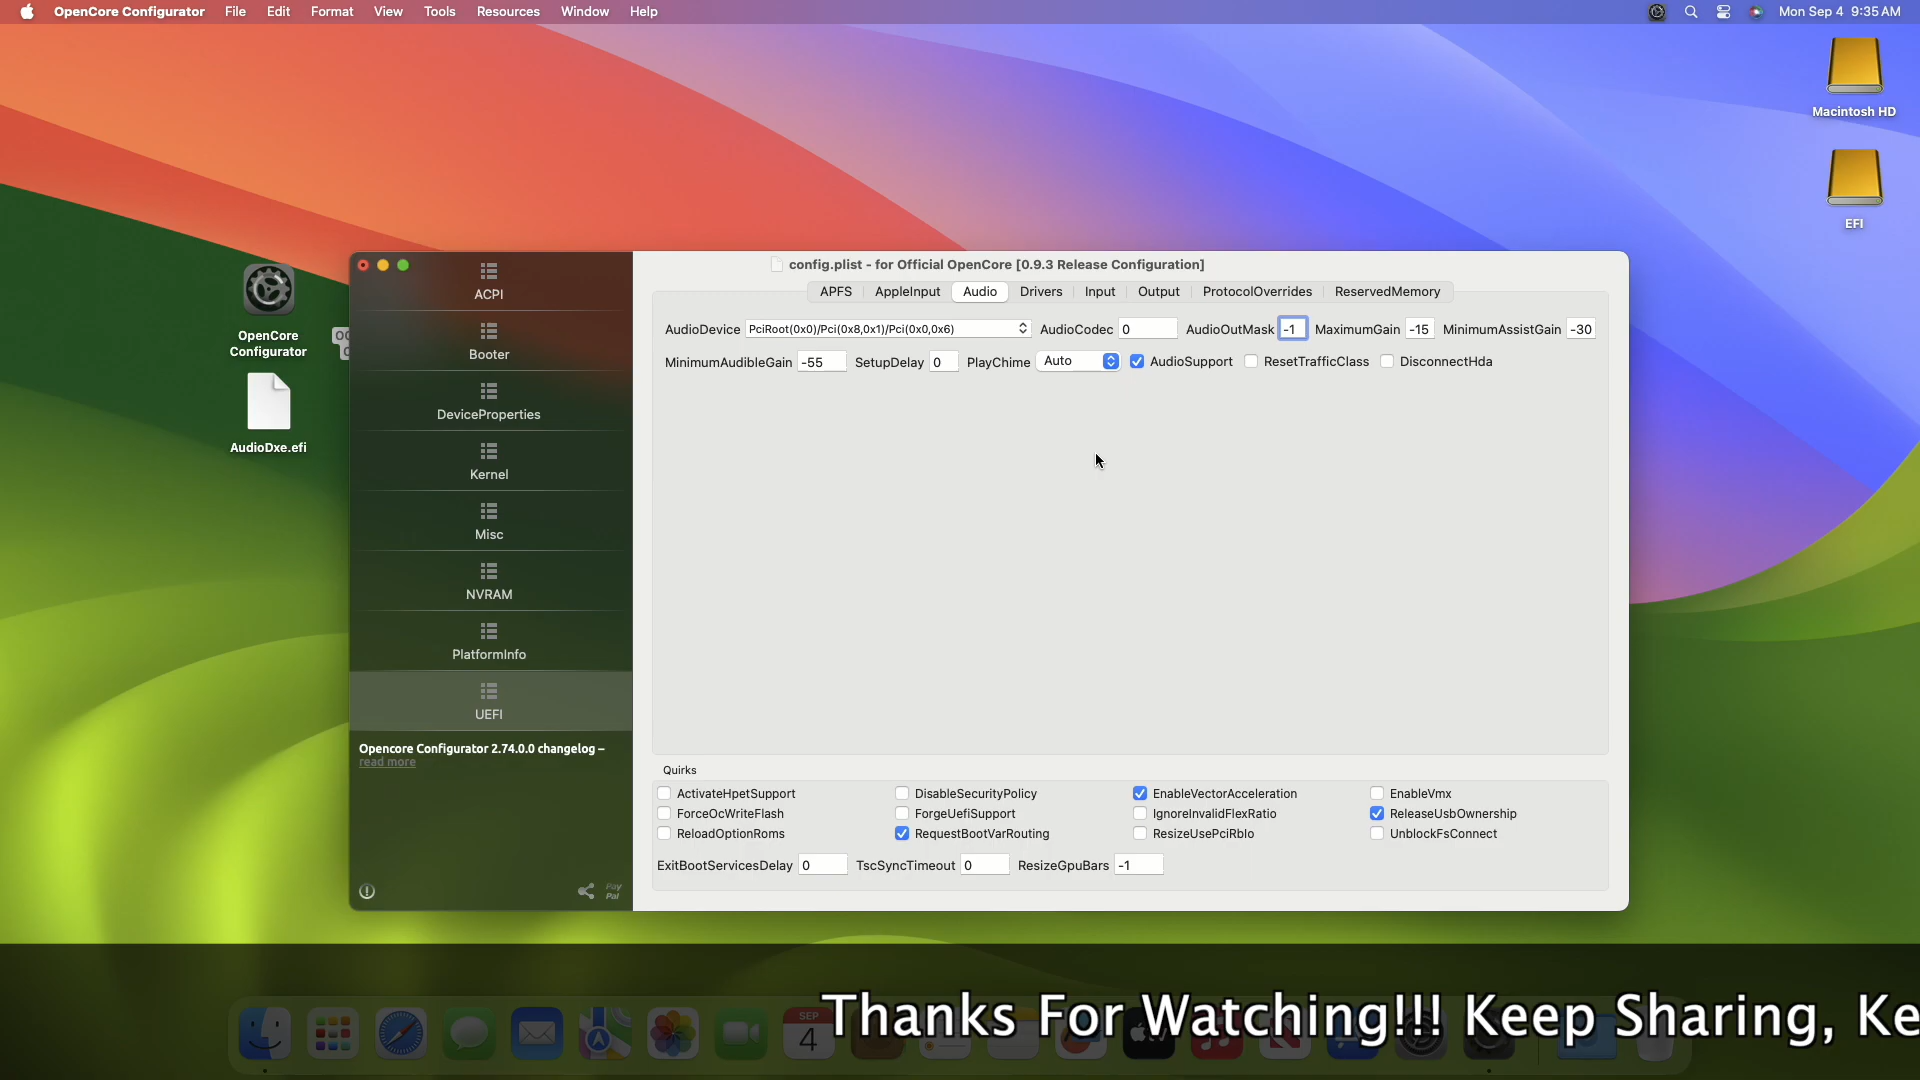 OpenCore Configurator File Edit Format View Tools Resources Window Help Mon Sep 4 9:35 AM
Macintosh HD
EFI
OpenCore
Configurator
AudioDxe.efi
config.plist - for Official OpenCore [0.9.3 Release Configuration]
ACPI
Booter
DeviceProperties
Kernel
Misc
NVRAM
PlatformInfo
UEFI
Opencore Configurator 2.74.0.0 changelog –
read more
Pay
Pal
APFS AppleInput Audio Drivers Input Output ProtocolOverrides ReservedMemory
AudioDevice PciRoot(0x0)/Pci(0x8,0x1)/Pci(0x0,0x6) AudioCodec 0 AudioOutMask -1 MaximumGain -15 MinimumAssistGain -30
MinimumAudibleGain -55 SetupDelay 0 PlayChime Auto AudioSupport ResetTrafficClass DisconnectHda
Quirks
ActivateHpetSupport DisableSecurityPolicy EnableVectorAcceleration EnableVmx
ForceOcWriteFlash ForgeUefiSupport IgnoreInvalidFlexRatio ReleaseUsbOwnership
ReloadOptionRoms RequestBootVarRouting ResizeUsePciRbIo UnblockFsConnect
ExitBootServicesDelay 0 TscSyncTimeout 0 ResizeGpuBars -1
SEP
4
Thanks For Watching!!! Keep Sharing, Ke